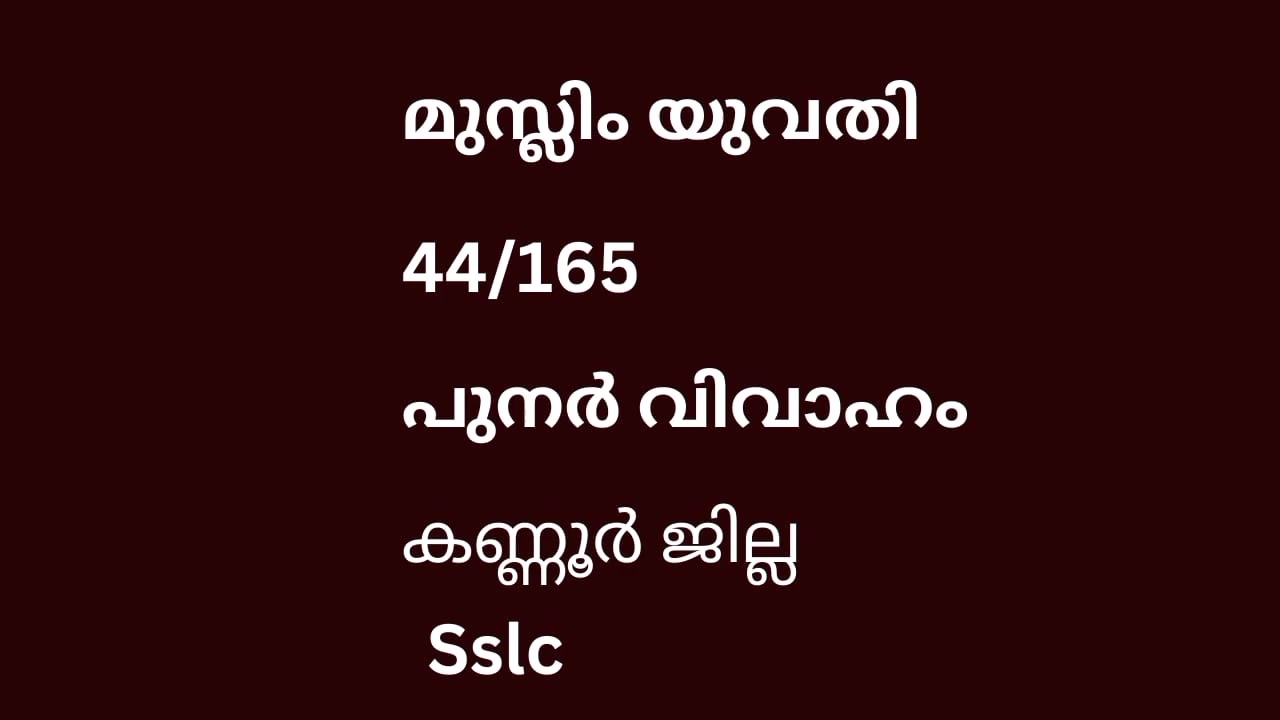 മുസ്ലിം യുവതി
44/165
പുനർ വിവാഹം
കണ്ണൂർ ജില്ല
Sslc